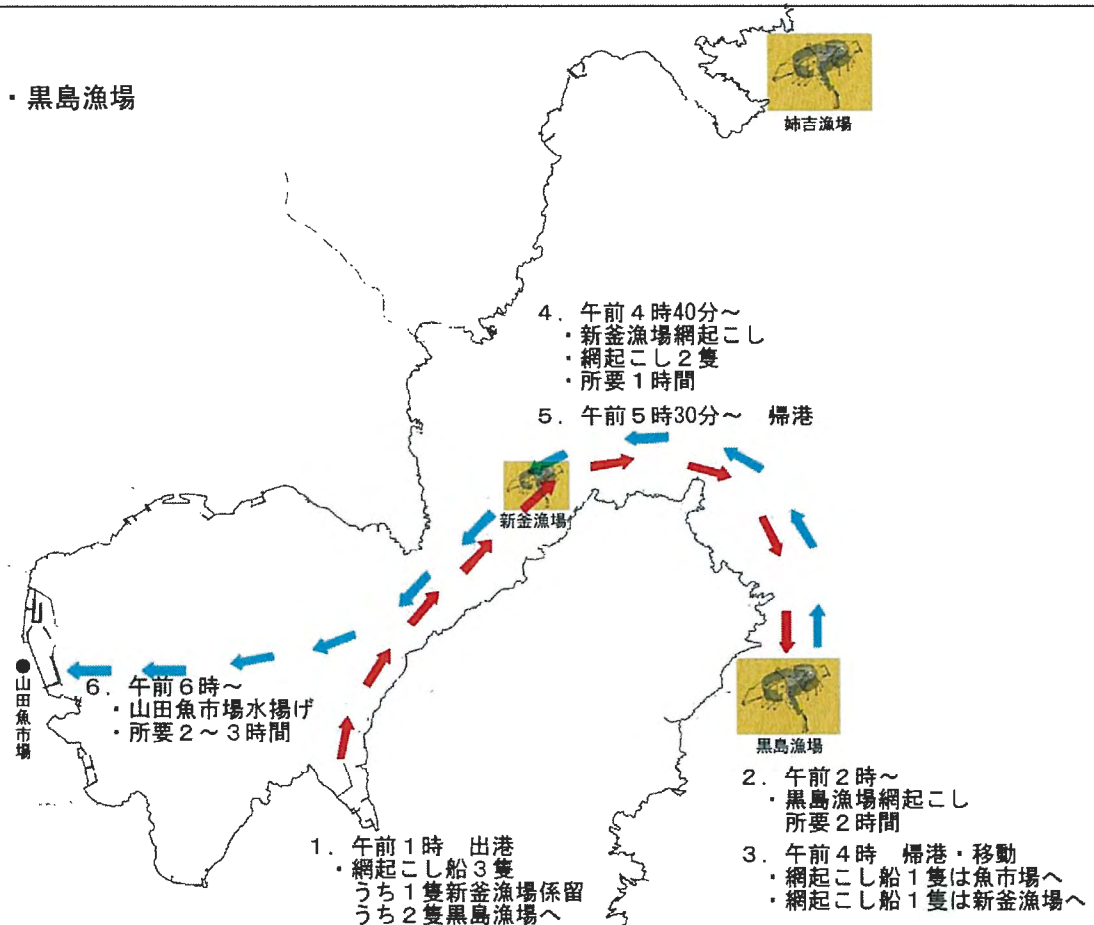 ・黒島漁場
姉吉漁場
4．午前4時40分～
・新釜漁場網起こし
・網起こし2隻
・所要1時間
5．午前5時30分～　帰港
新釜漁場
●山田魚市場
6．午前6時～
・山田魚市場水揚げ
・所要2～3時間
黒島漁場
2．午前2時～
・黒島漁場網起こし
所要2時間
3．午前4時　帰港・移動
・網起こし船1隻は魚市場へ
・網起こし船1隻は新釜漁場へ
1．午前1時　出港
・網起こし船3隻
うち1隻新釜漁場係留
うち2隻黒島漁場へ